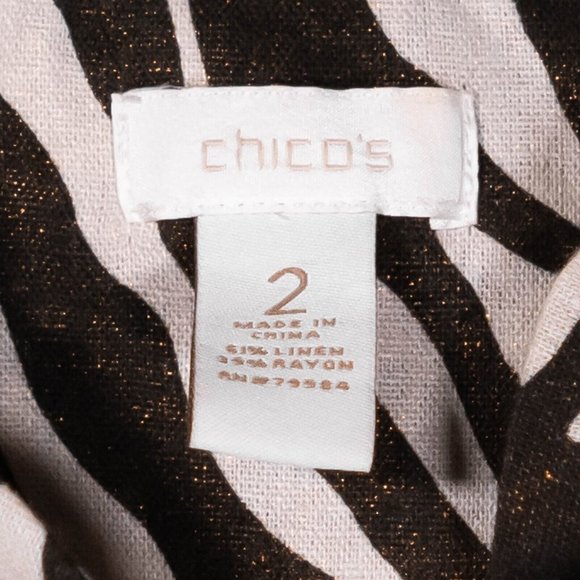 chico's
2
MADE IN
CHINA
61% LINEN
39% RAYON
RN# 79584